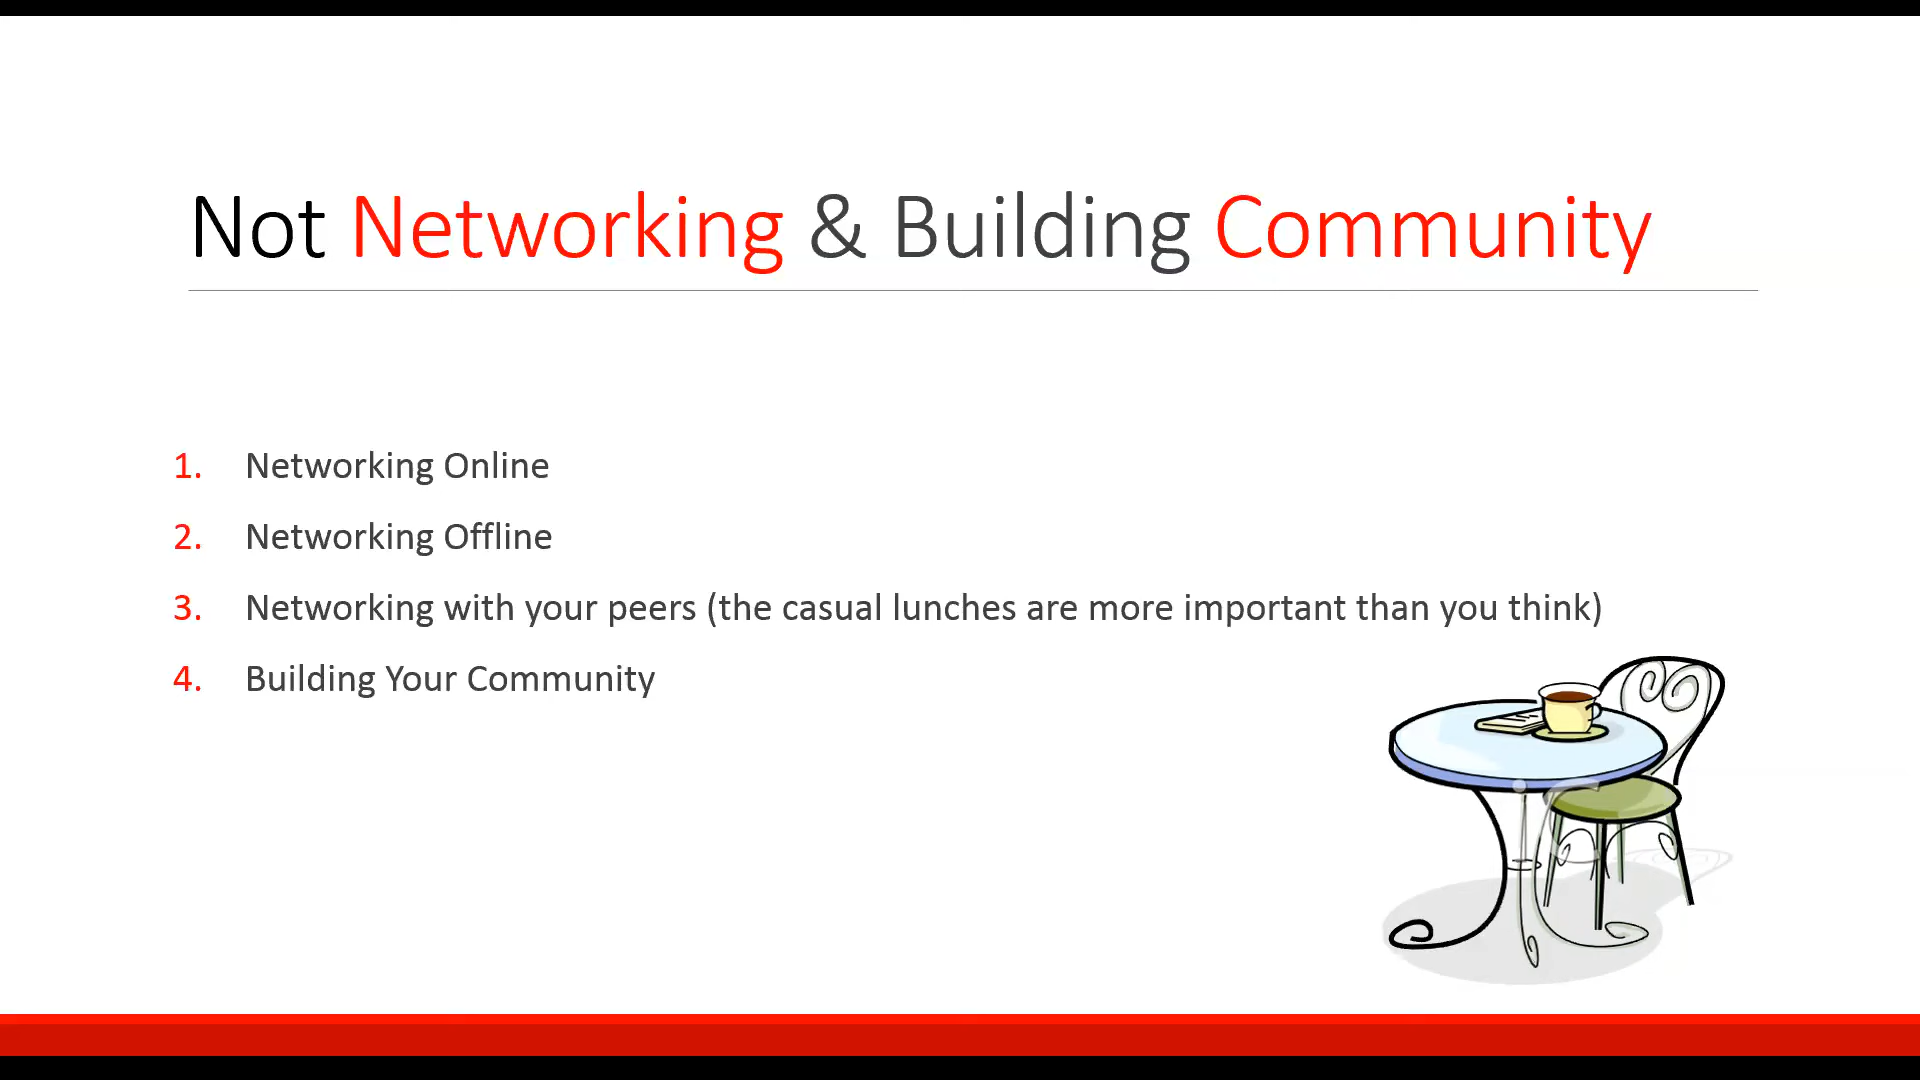 Not Networking & Building Community
1. Networking Online
2. Networking Offline
3. Networking with your peers (the casual lunches are more important than you think)
4. Building Your Community